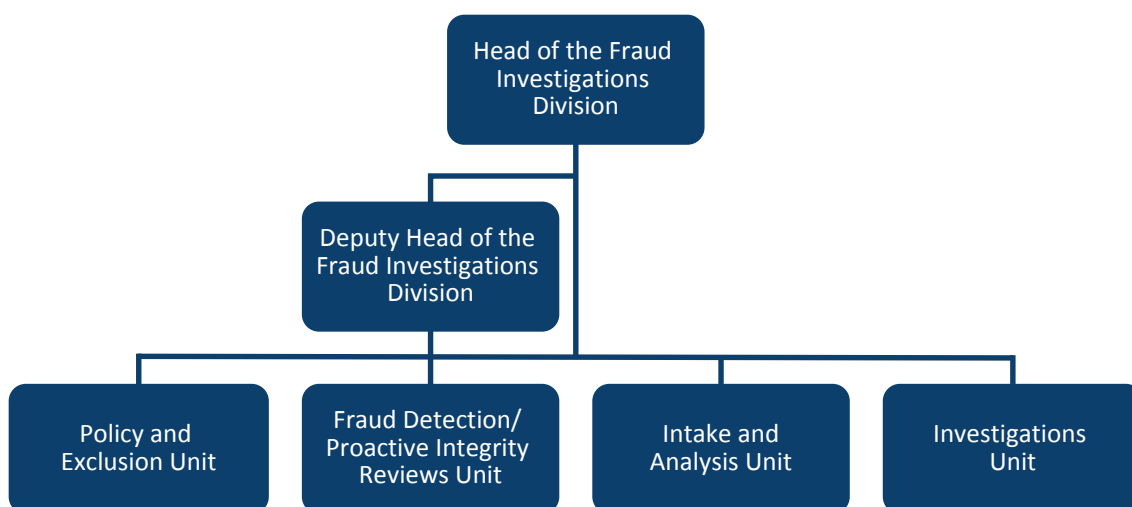 Head of the Fraud
Investigations
Division
Deputy Head of the
Fraud Investigations
Division
Policy and
Exclusion Unit
Fraud Detection/
Proactive Integrity
Reviews Unit
Intake and
Analysis Unit
Investigations
Unit